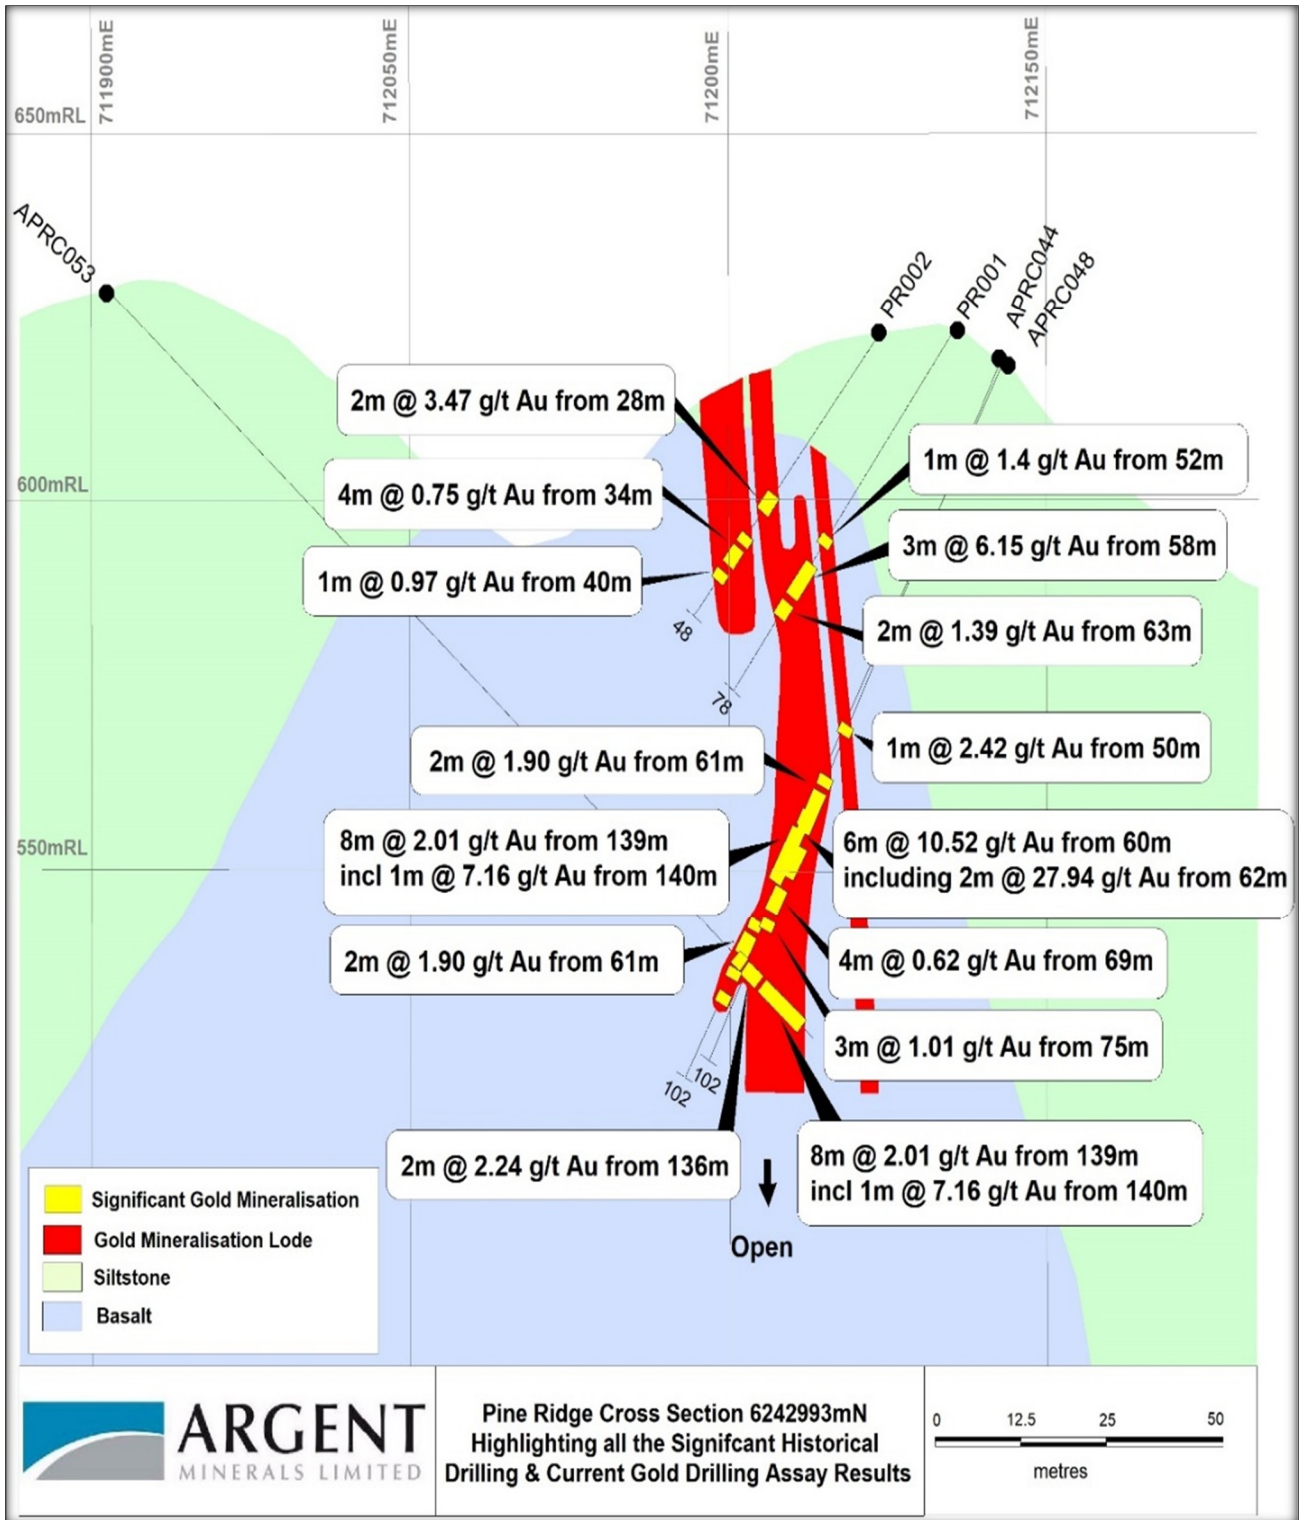 711900mE
712050mE
711200mE
712150mE
650mRL
APRC053
PR002
PR001
APRC044
APRC048
2m @ 3.47 g/t Au from 28m
1m @ 1.4 g/t Au from 52m
4m @ 0.75 g/t Au from 34m
600mRL
3m @ 6.15 g/t Au from 58m
1m @ 0.97 g/t Au from 40m
48
2m @ 1.39 g/t Au from 63m
78
2m @ 1.90 g/t Au from 61m
1m @ 2.42 g/t Au from 50m
550mRL
8m @ 2.01 g/t Au from 139m
incl 1m @ 7.16 g/t Au from 140m
6m @ 10.52 g/t Au from 60m
including 2m @ 27.94 g/t Au from 62m
2m @ 1.90 g/t Au from 61m
4m @ 0.62 g/t Au from 69m
3m @ 1.01 g/t Au from 75m
102
102
2m @ 2.24 g/t Au from 136m
8m @ 2.01 g/t Au from 139m
incl 1m @ 7.16 g/t Au from 140m
Open
Significant Gold Mineralisation
Gold Mineralisation Lode
Siltstone
Basalt
ARGENT
MINERALS LIMITED
Pine Ridge Cross Section 6242993mN
Highlighting all the Signifcant Historical
Drilling & Current Gold Drilling Assay Results
0 12.5 25 50
metres